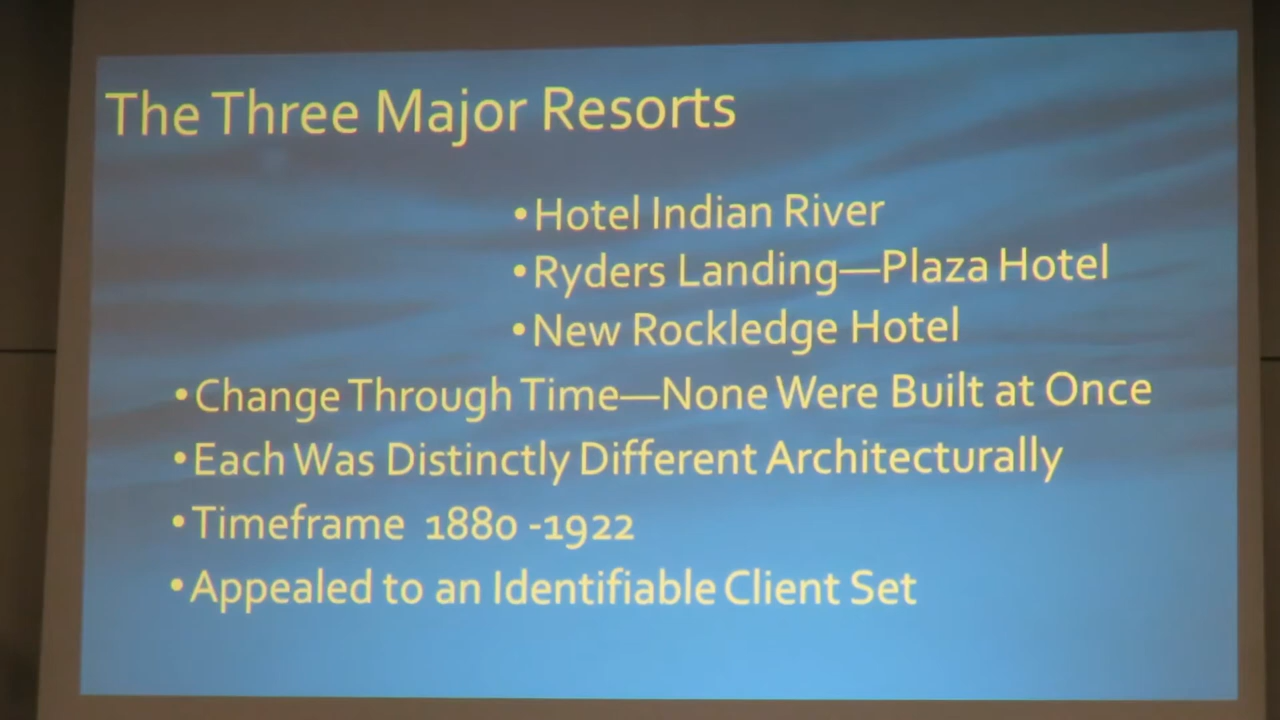 The Three Major Resorts
•Hotel Indian River
•Ryders Landing—Plaza Hotel
•New Rockledge Hotel
•Change Through Time—None Were Built at Once
•Each Was Distinctly Different Architecturally
•Timeframe 1880 -1922
•Appealed to an Identifiable Client Set